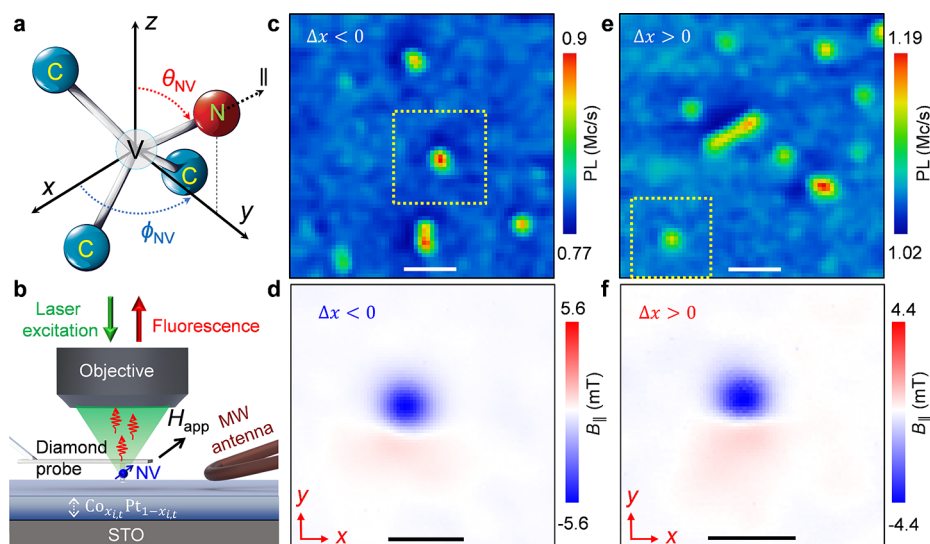 a
z
θNV
||
C
N
V
C
x
y
ϕNV
C
b
Laser
excitation
Fluorescence
Objective
Happ
MW
antenna
Diamond
probe
NV
Coxi,tPt1−xi,t
STO
c
Δx < 0
0.9
PL (Mc/s)
0.77
d
Δx < 0
5.6
B|| (mT)
-5.6
y
x
e
Δx > 0
1.19
PL (Mc/s)
1.02
f
Δx > 0
4.4
B|| (mT)
-4.4
y
x